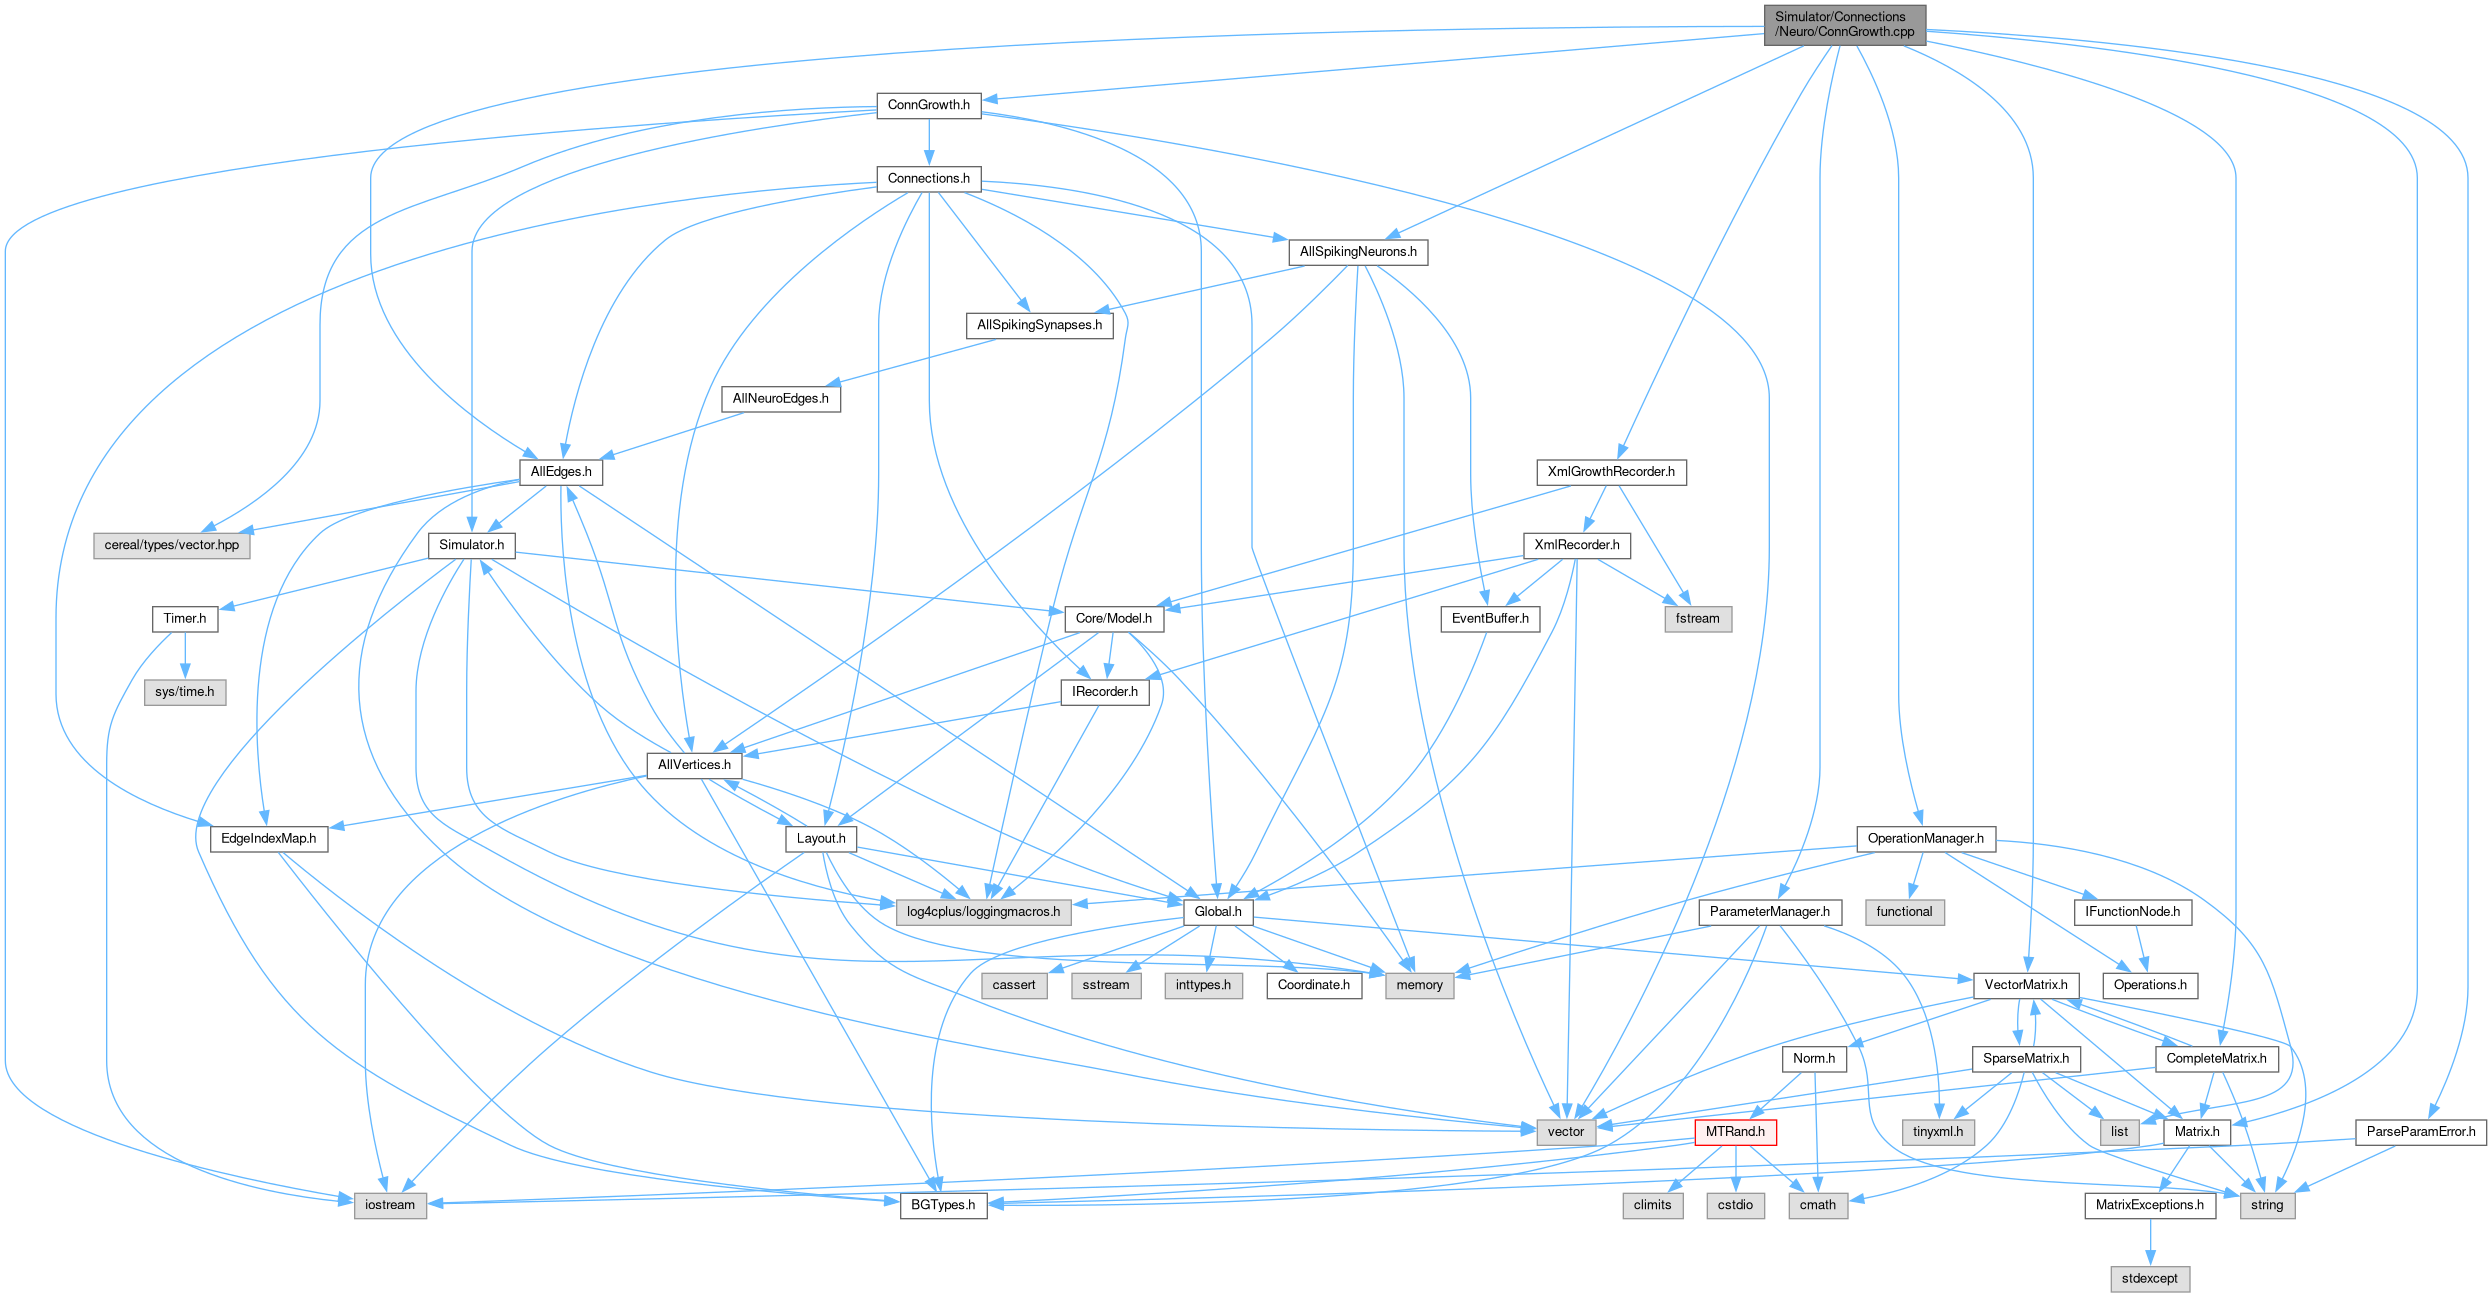 Simulator/Connections
/Neuro/ConnGrowth.cpp
ConnGrowth.h
Connections.h
AllSpikingNeurons.h
AllSpikingSynapses.h
AllNeuroEdges.h
AllEdges.h
XmlGrowthRecorder.h
cereal/types/vector.hpp
Simulator.h
XmlRecorder.h
Timer.h
Core/Model.h
EventBuffer.h
fstream
sys/time.h
IRecorder.h
AllVertices.h
EdgeIndexMap.h
Layout.h
OperationManager.h
log4cplus/loggingmacros.h
Global.h
ParameterManager.h
functional
IFunctionNode.h
cassert
sstream
inttypes.h
Coordinate.h
memory
VectorMatrix.h
Operations.h
Norm.h
SparseMatrix.h
CompleteMatrix.h
vector
MTRand.h
tinyxml.h
list
Matrix.h
ParseParamError.h
iostream
BGTypes.h
climits
cstdio
cmath
MatrixExceptions.h
string
stdexcept